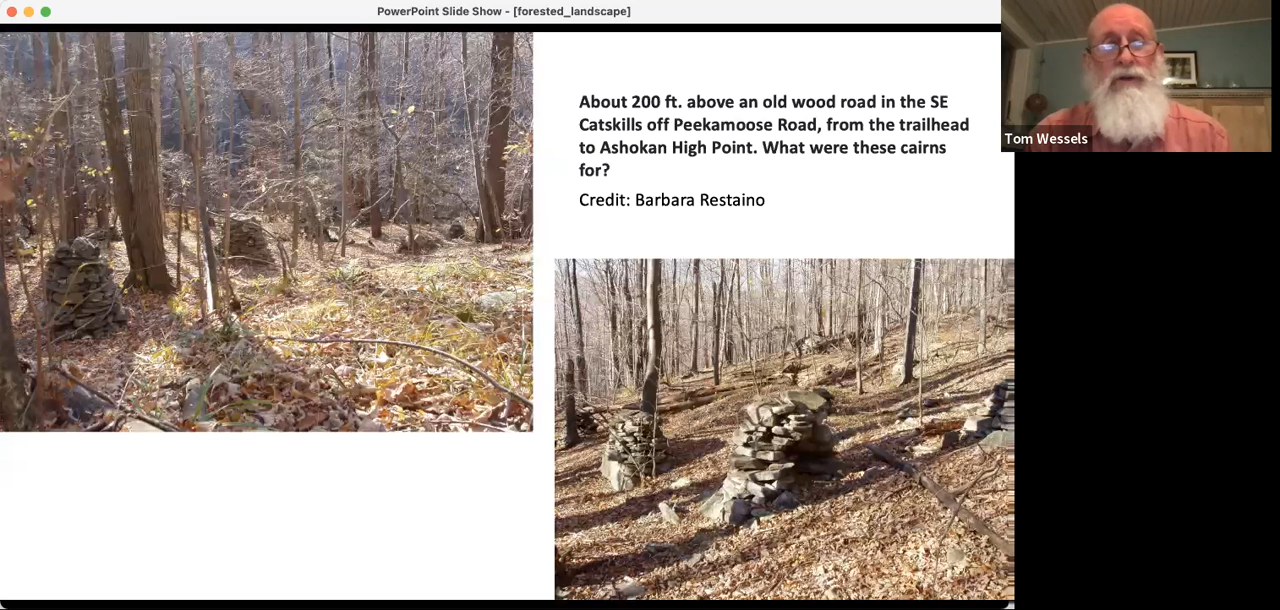 PowerPoint Slide Show - [forested_landscape]
About 200 ft. above an old wood road in the SE
Catskills off Peekamoose Road, from the trailhead
to Ashokan High Point. What were these cairns
for?
Credit: Barbara Restaino
Tom Wessels